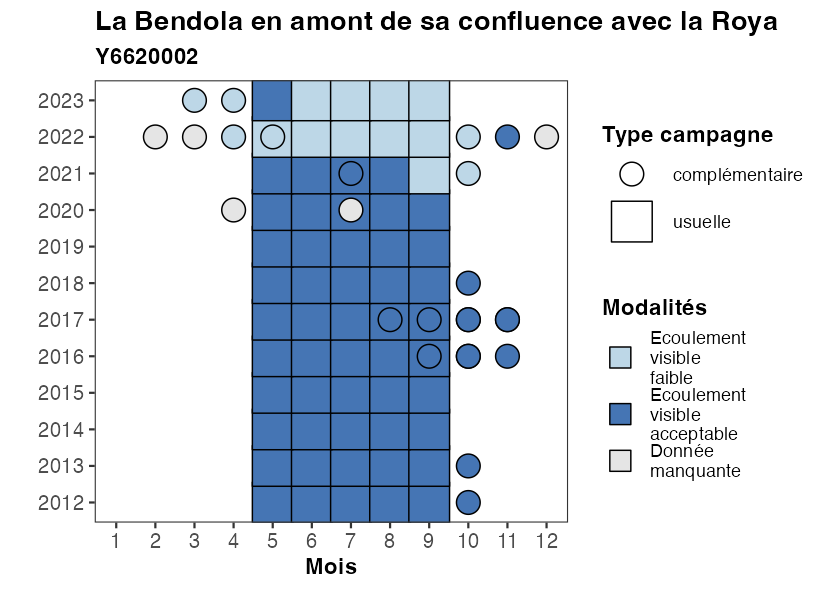 La Bendola en amont de sa confluence avec la Roya
Y6620002
2023
2022
2021
2020
2019
2018
2017
2016
2015
2014
2013
2012
1 2 3 4 5 6 7 8 9 10 11 12
Mois
Type campagne
complémentaire
usuelle
Modalités
Ecoulement
visible
faible
Ecoulement
visible
acceptable
Donnée
manquante